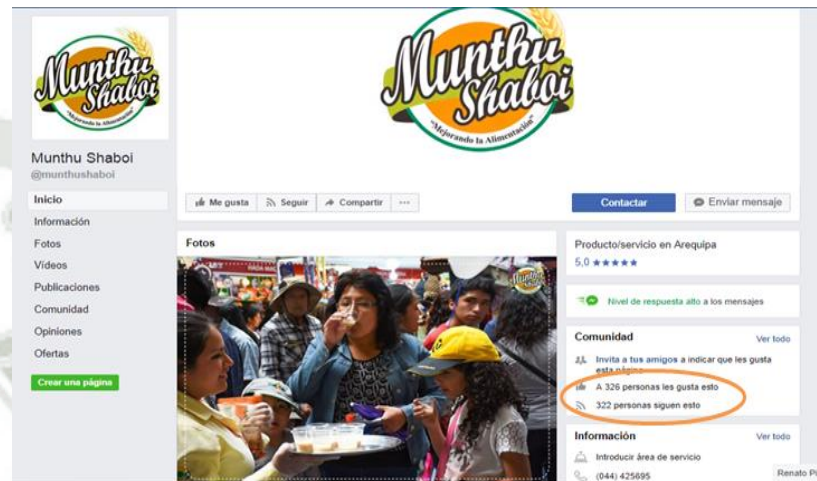 Munthu
Shaboi
"Mejorando la Alimentación"
Munthu
Shaboi
"Mejorando la Alimentación"
Munthu Shaboi
@munthushaboi
Inicio
Información
Fotos
Vídeos
Publicaciones
Comunidad
Opiniones
Ofertas
Crear una página
Me gusta Seguir Compartir ...
Contactar Enviar mensaje
Fotos
Producto/servicio en Arequipa
5,0 ★★★★★
Nivel de respuesta alto a los mensajes
Comunidad Ver todo
Invita a tus amigos a indicar que les gusta
esta página
A 326 personas les gusta esto
322 personas siguen esto
Información Ver todo
Introducir área de servicio
(044) 425695
Renato Pi